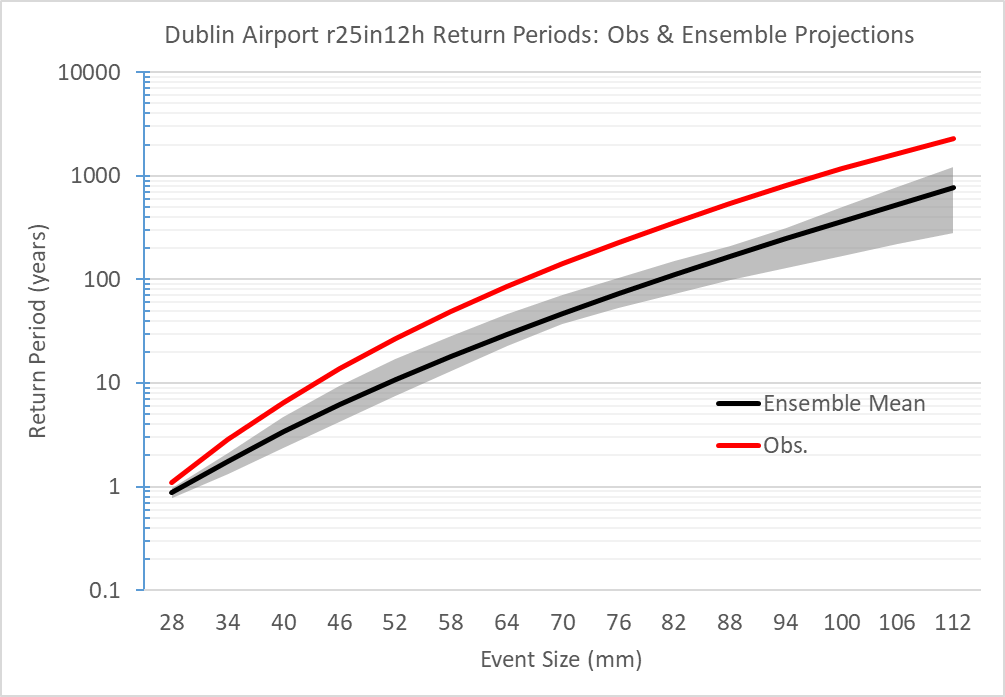 Dublin Airport r25in12h Return Periods: Obs & Ensemble Projections
10000
1000
100
10
1
0.1
Return Period (years)
Ensemble Mean
Obs.
28 34 40 46 52 58 64 70 76 82 88 94 100 106 112
Event Size (mm)